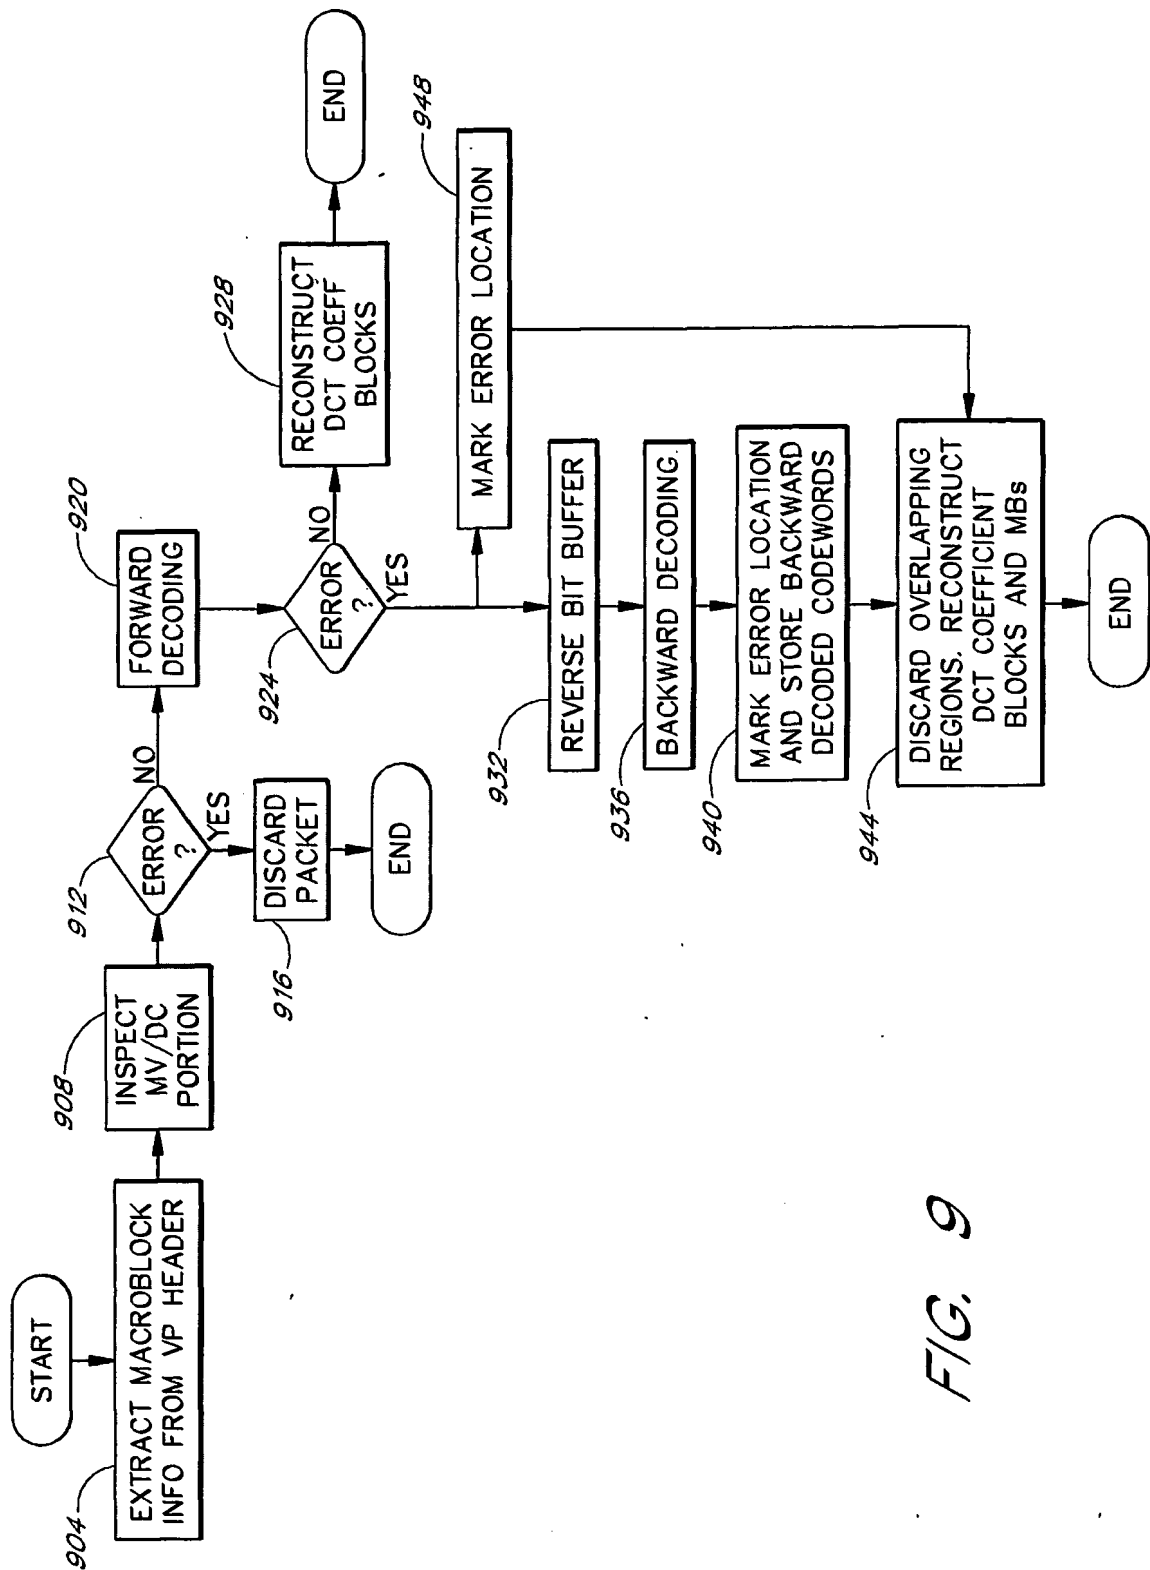 START
904
EXTRACT MACROBLOCK
INFO FROM VP HEADER
908
INSPECT
MV/DC
PORTION
912
ERROR
?
NO
YES
916
DISCARD
PACKET
END
920
FORWARD
DECODING
924
ERROR
?
NO
YES
928
RECONSTRUCT
DCT COEFF
BLOCKS
END
948
MARK ERROR LOCATION
932
REVERSE BIT BUFFER
936
BACKWARD DECODING
940
MARK ERROR LOCATION
AND STORE BACKWARD
DECODED CODEWORDS
944
DISCARD OVERLAPPING
REGIONS. RECONSTRUCT
DCT COEFFICIENT
BLOCKS AND MBs
END
FIG. 9